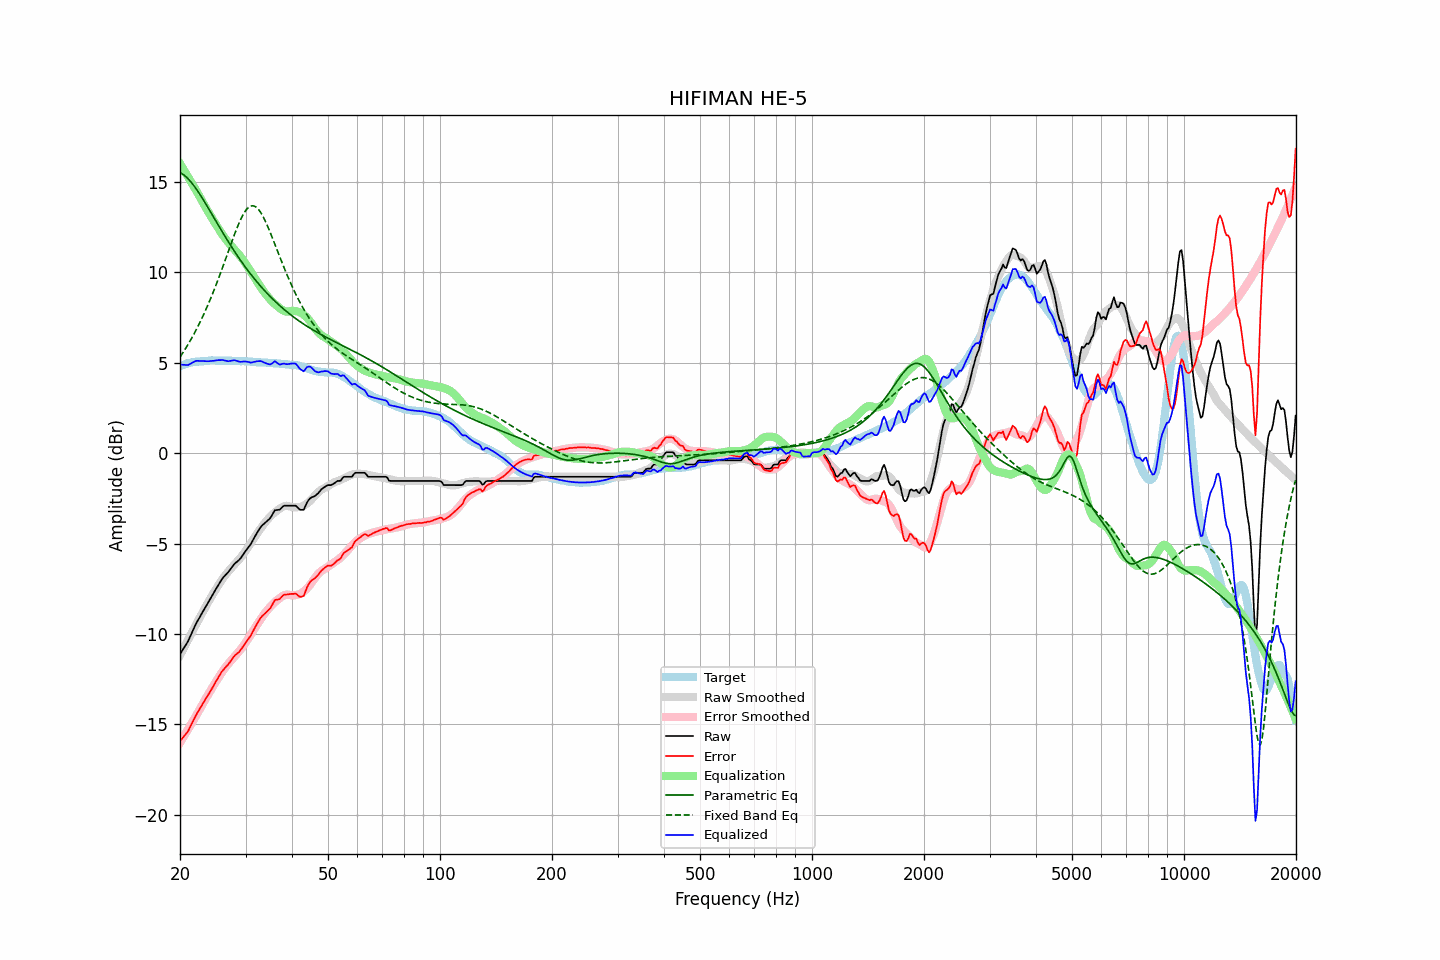 HIFIMAN HE-5
Amplitude (dBr)
15
10
5
0
−5
−10
−15
−20
Target
Raw Smoothed
Error Smoothed
Raw
Error
Equalization
Parametric Eq
Fixed Band Eq
Equalized
20 50 100 200 500 1000 2000 5000 10000 20000
Frequency (Hz)